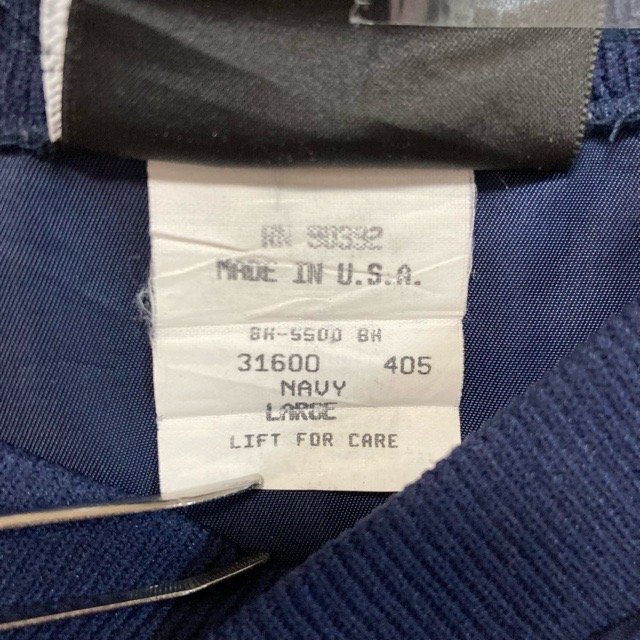 RN 90392
MADE IN U.S.A.
BH-5500 BH
31600 405
NAVY
LARGE
LIFT FOR CARE